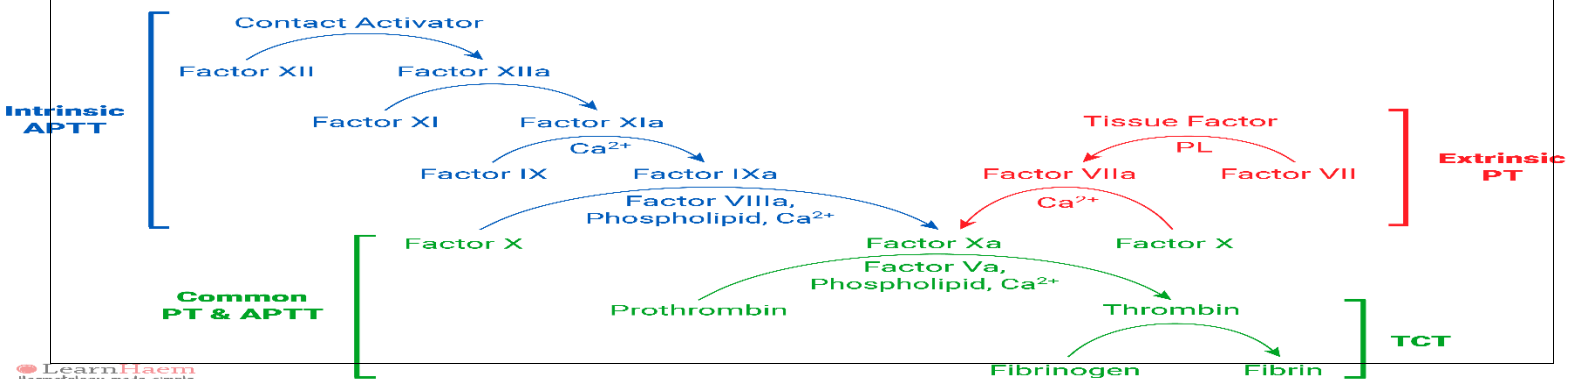 Contact Activator
Factor XII
Factor XIIa
Intrinsic
APTT
Factor XI
Factor XIa
Ca²⁺
Tissue Factor
PL
Factor IX
Factor IXa
Factor VIIa
Factor VII
Extrinsic
PT
Factor VIIIa,
Phospholipid, Ca²⁺
Ca²⁺
Factor X
Factor Xa
Factor X
Factor Va,
Phospholipid, Ca²⁺
Common
PT & APTT
Prothrombin
Thrombin
TCT
Fibrinogen
Fibrin
LearnHaem